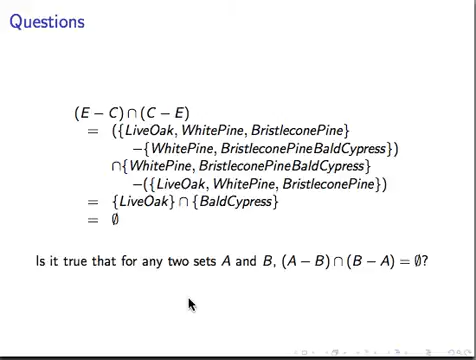 Questions
(E − C) ∩ (C − E)
= ({LiveOak, WhitePine, BristleconePine}
−{WhitePine, BristleconePineBaldCypress})
∩{WhitePine, BristleconePineBaldCypress}
−({LiveOak, WhitePine, BristleconePine})
= {LiveOak} ∩ {BaldCypress}
= ∅
Is it true that for any two sets A and B, (A − B) ∩ (B − A) = ∅?